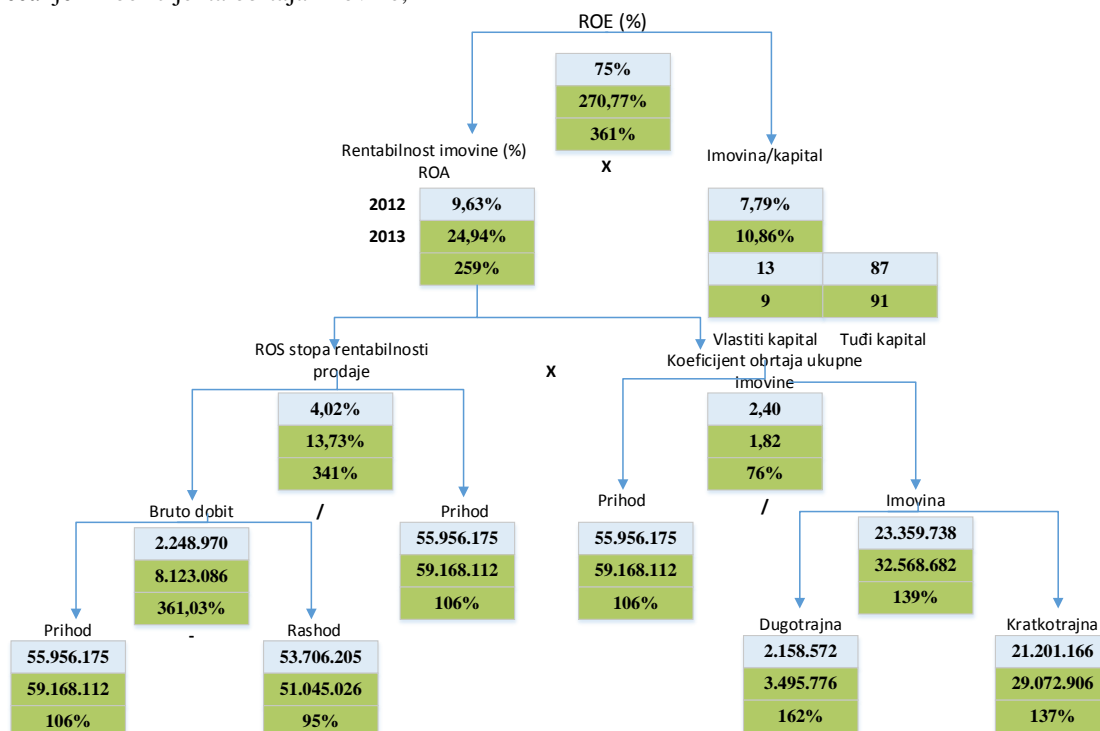 ROE (%)
75%
270,77%
361%
Rentabilnost imovine (%)
ROA
X
Imovina/kapital
2012
9,63%
7,79%
2013
24,94%
10,86%
259%
13
87
9
91
Vlastiti kapital
Tuđi kapital
ROS stopa rentabilnosti
prodaje
X
Koeficijent obrtaja ukupne
imovine
4,02%
13,73%
341%
2,40
1,82
76%
Bruto dobit
/
Prihod
Prihod
/
Imovina
2.248.970
8.123.086
361,03%
55.956.175
59.168.112
106%
55.956.175
59.168.112
106%
23.359.738
32.568.682
139%
Prihod
-
Rashod
Dugotrajna
Kratkotrajna
55.956.175
59.168.112
106%
53.706.205
51.045.026
95%
2.158.572
3.495.776
162%
21.201.166
29.072.906
137%